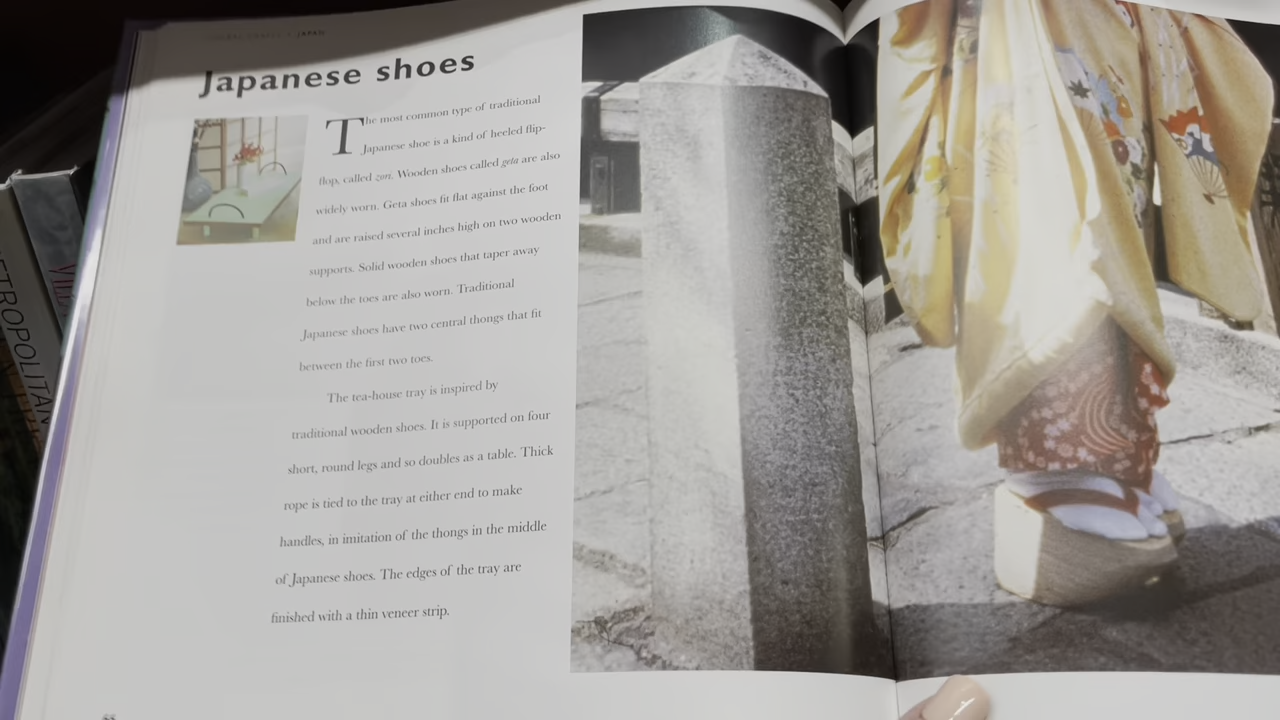 JAPAN
Japanese shoes
The most common type of traditional
Japanese shoe is a kind of heeled flip-
flop, called zori. Wooden shoes called geta are also
widely worn. Geta shoes fit flat against the foot
and are raised several inches high on two wooden
supports. Solid wooden shoes that taper away
below the toes are also worn. Traditional
Japanese shoes have two central thongs that fit
between the first two toes.
The tea-house tray is inspired by
traditional wooden shoes. It is supported on four
short, round legs and so doubles as a table. Thick
rope is tied to the tray at either end to make
handles, in imitation of the thongs in the middle
of Japanese shoes. The edges of the tray are
finished with a thin veneer strip.
METROPOLITAN